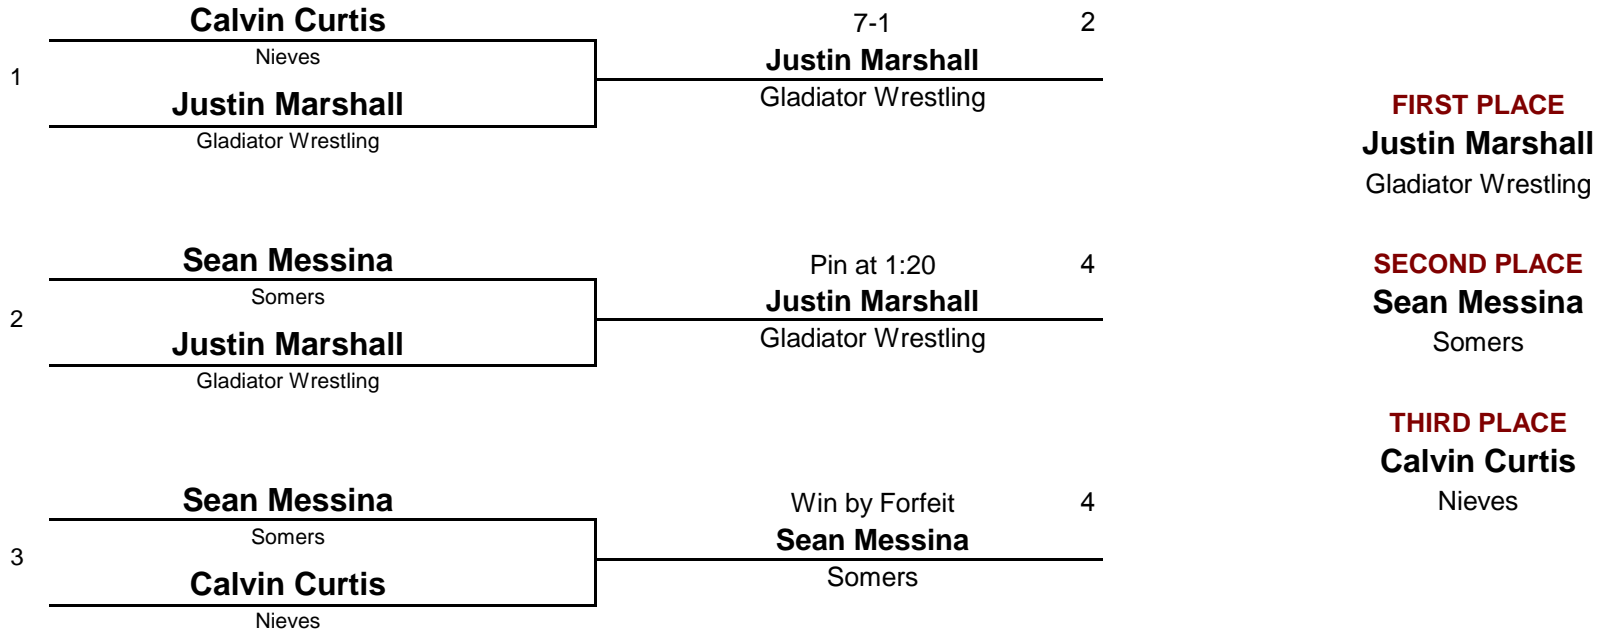 Calvin Curtis
7-1
2
Nieves
Justin Marshall
1
Justin Marshall
Gladiator Wrestling
Gladiator Wrestling
FIRST PLACE
Justin Marshall
Gladiator Wrestling
Sean Messina
Pin at 1:20
4
Somers
Justin Marshall
2
Justin Marshall
Gladiator Wrestling
Gladiator Wrestling
SECOND PLACE
Sean Messina
Somers
Sean Messina
Win by Forfeit
4
Somers
Sean Messina
3
Calvin Curtis
Somers
Nieves
THIRD PLACE
Calvin Curtis
Nieves